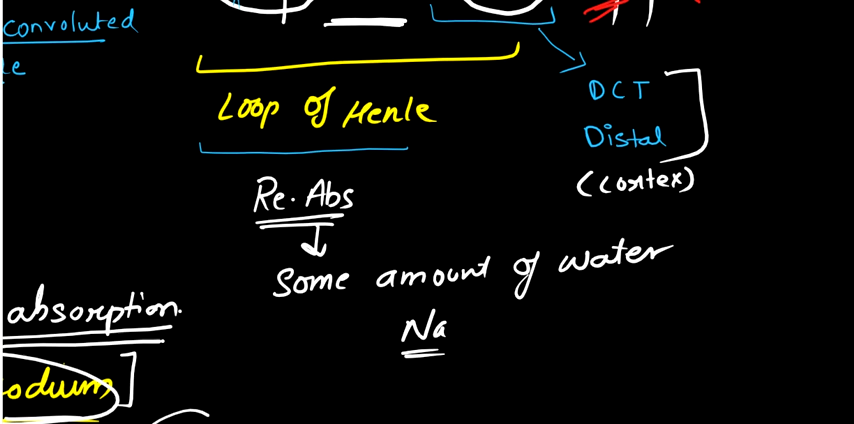 convoluted
Loop of Henle
DCT
Distal
(Cortex)
Re. Abs
Some amount of water
Na
absorption.
odium